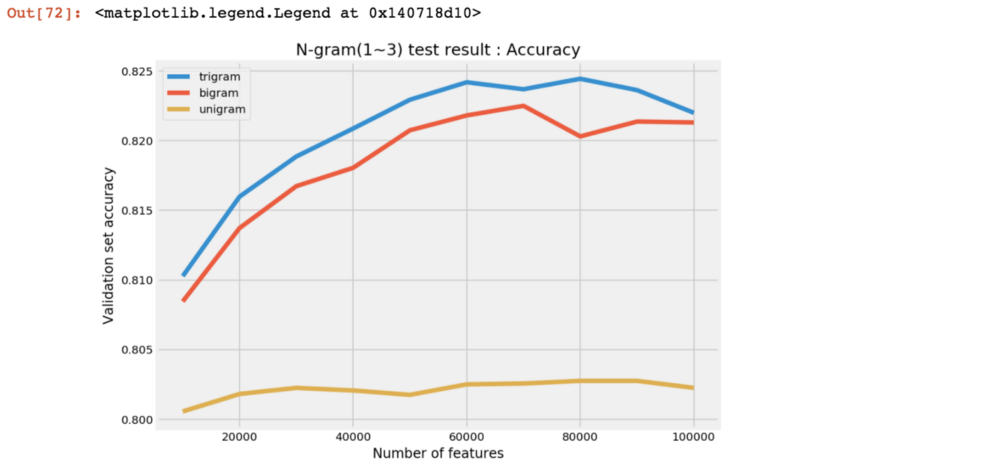 Out[72]: <matplotlib.legend.Legend at 0x140718d10>
N-gram(1~3) test result : Accuracy
trigram
bigram
unigram
0.825
0.820
0.815
0.810
0.805
0.800
Validation set accuracy
20000 40000 60000 80000 100000
Number of features